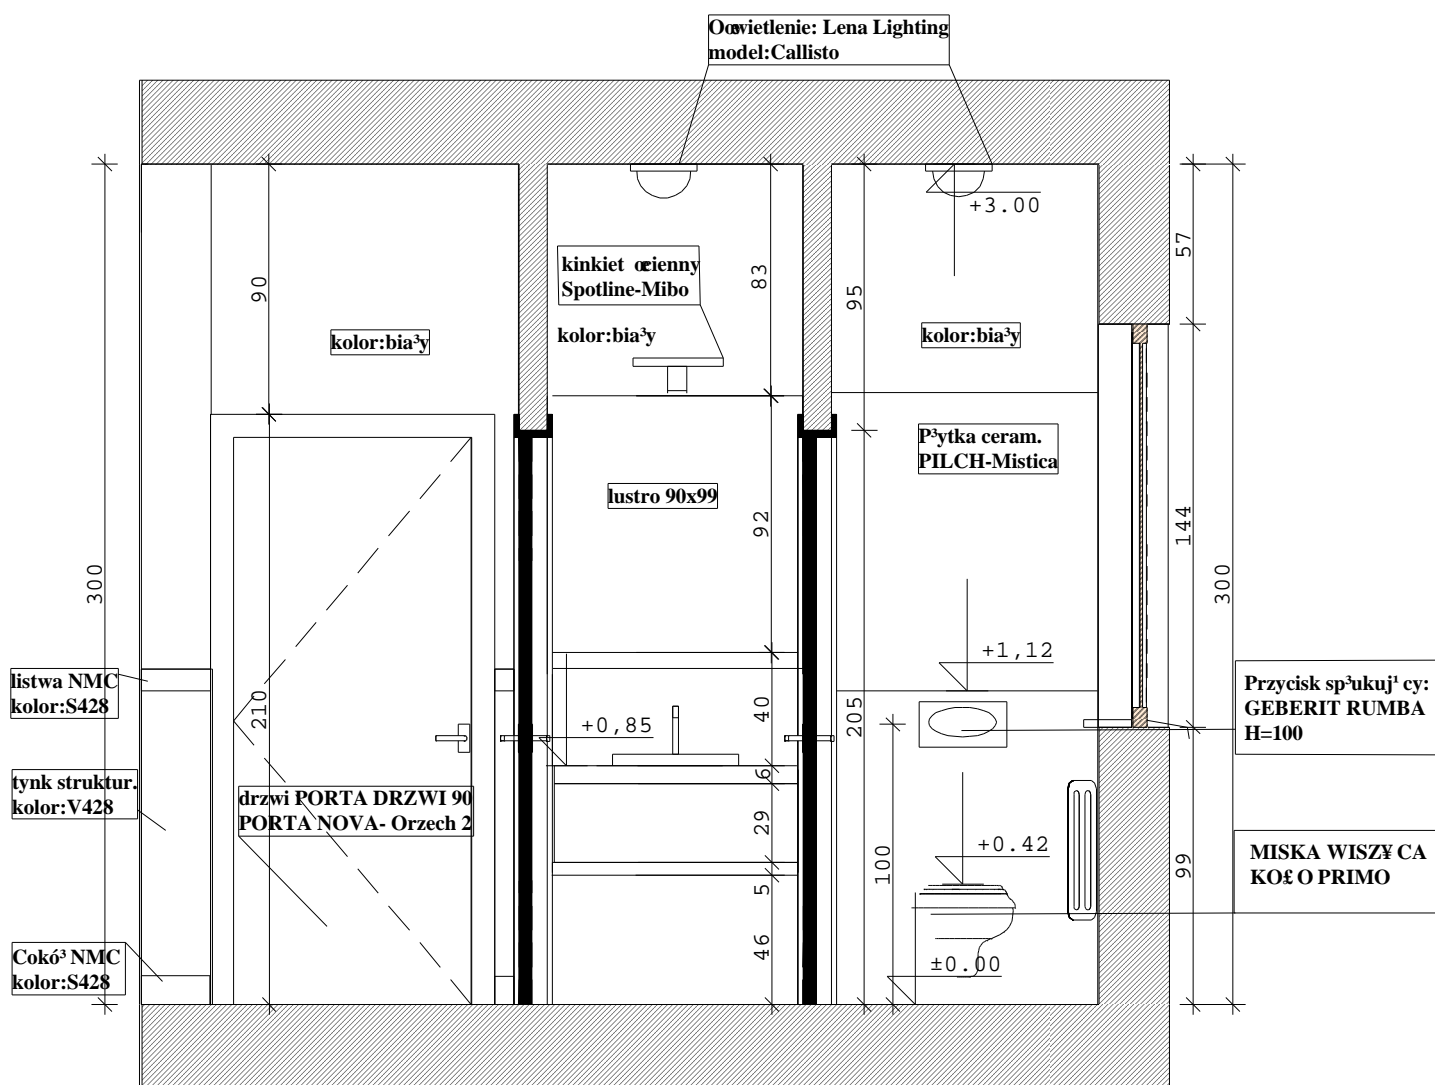 Oœwietlenie: Lena Lighting
model:Callisto
+3.00
57
90
83
95
kinkiet œcienny
Spotline-Mibo
kolor:bia³y
kolor:bia³y
kolor:bia³y
P³ytka ceram.
PILCH-Mistica
lustro 90x99
92
144
300
300
+1,12
listwa NMC
kolor:S428
210
+0,85
40
205
Przycisk sp³ukuj¹ cy:
GEBERIT RUMBA
H=100
tynk struktur.
kolor:V428
drzwi PORTA DRZWI 90
PORTA NOVA- Orzech 2
6
29
100
+0.42
99
MISKA WISZ¥ CA
KO£ O PRIMO
5
46
±0.00
Cokó³ NMC
kolor:S428